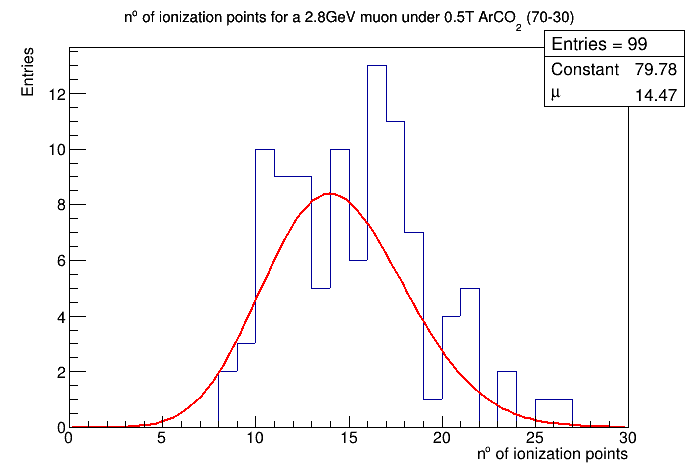 nº of ionization points for a 2.8GeV muon under 0.5T ArCO2 (70-30)
Entries = 99
Constant 79.78
μ 14.47
Entries
12
10
8
6
4
2
0
0 5 10 15 20 25 30
nº of ionization points